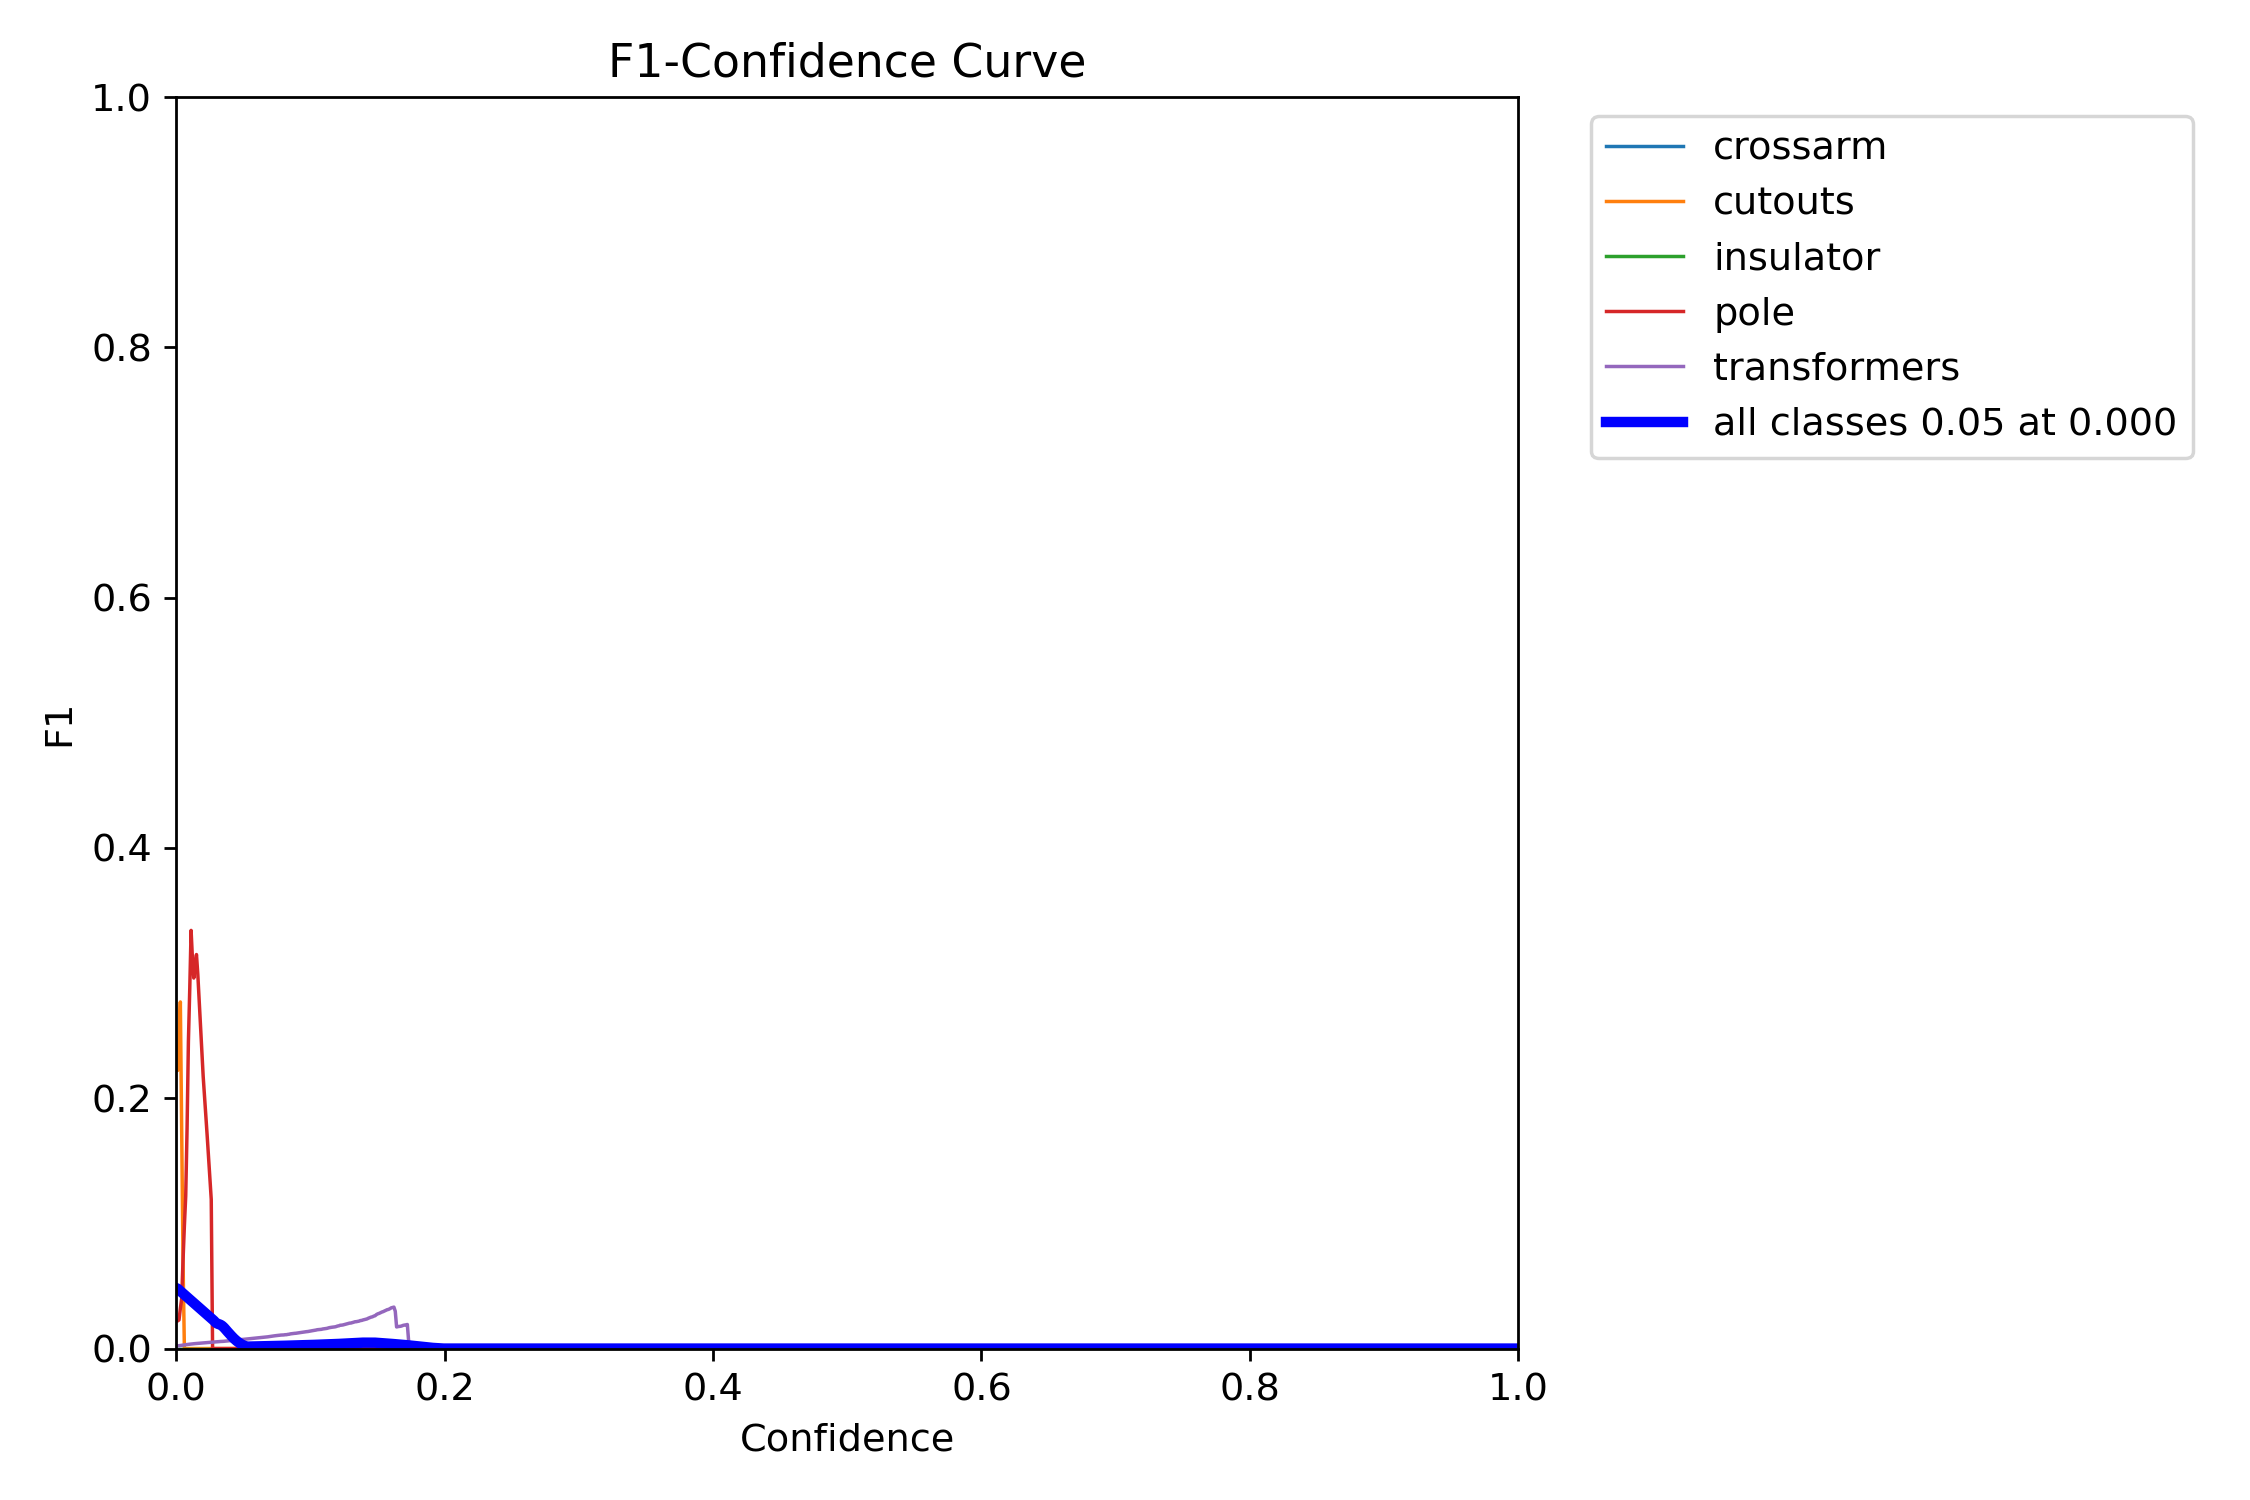 F1-Confidence Curve
1.0
0.8
0.6
0.4
0.2
0.0
F1
0.0 0.2 0.4 0.6 0.8 1.0
Confidence
crossarm
cutouts
insulator
pole
transformers
all classes 0.05 at 0.000